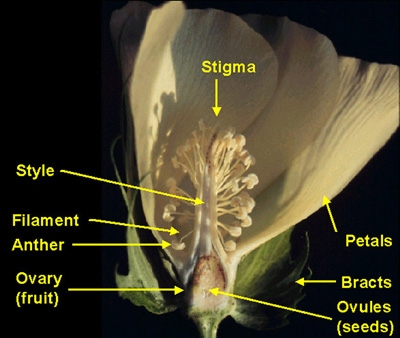 Stigma
Style
Filament
Anther
Ovary
(fruit)
Petals
Bracts
Ovules
(seeds)